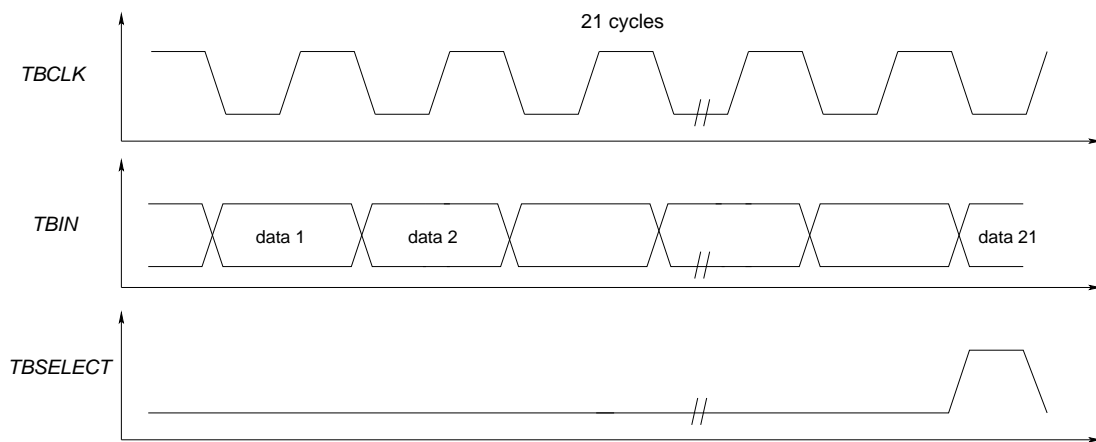 21 cycles
TBCLK
TBIN
data 1
data 2
data 21
TBSELECT